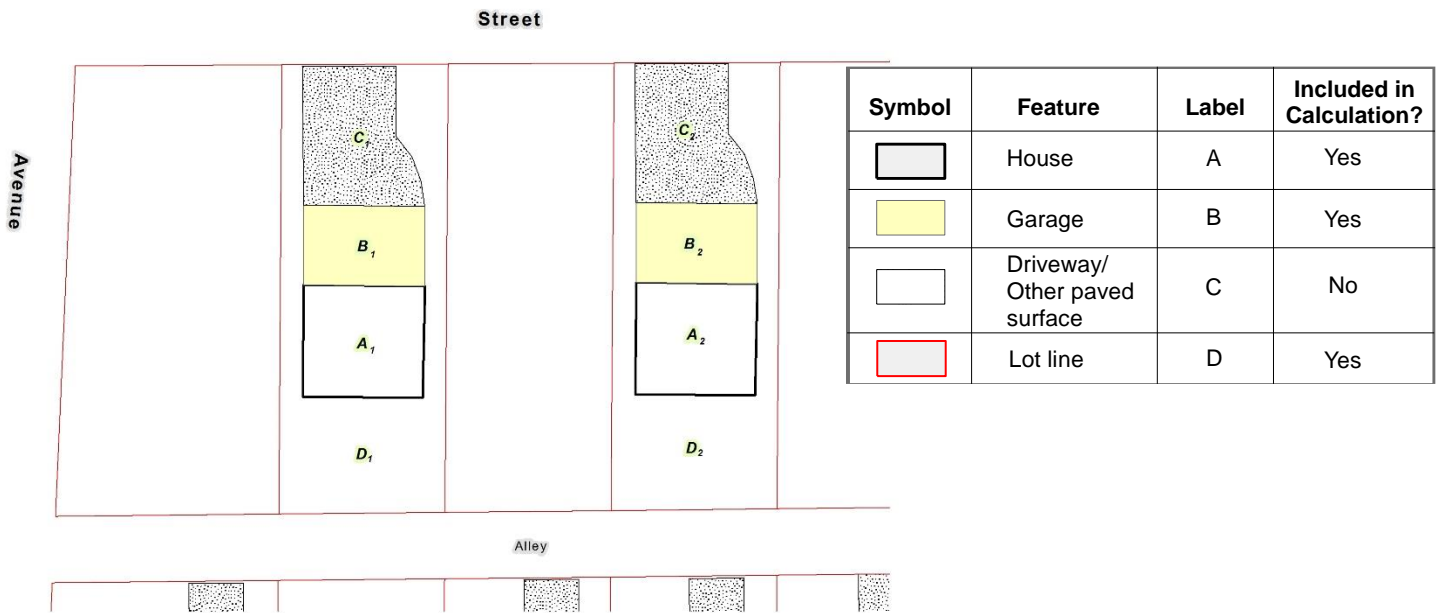 Street
Avenue
C1
C2
B1
B2
A1
A2
D1
D2
Alley
Symbol Feature Label Included in
Calculation?
House A Yes
Garage B Yes
Driveway/
Other paved
surface C No
Lot line D Yes